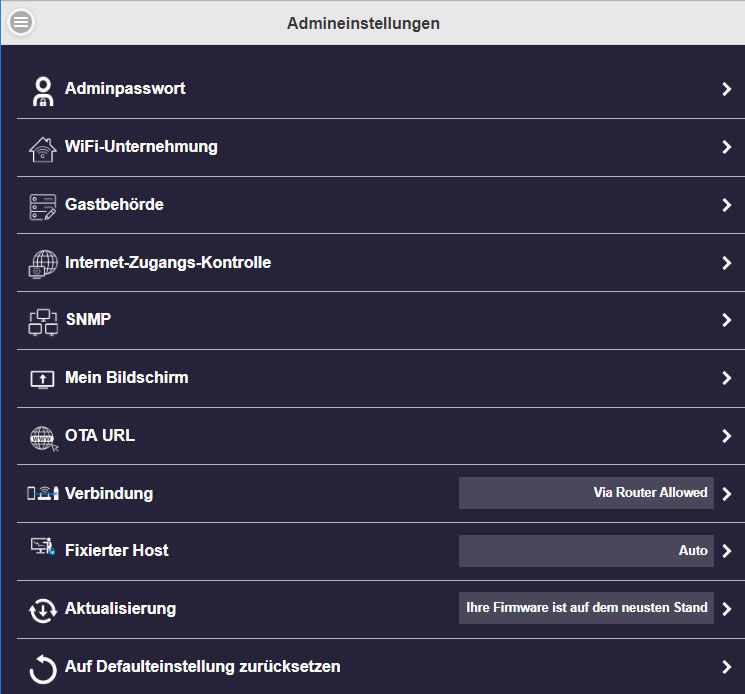 Admineinstellungen
Adminpasswort
WiFi-Unternehmung
Gastbehörde
Internet-Zugangs-Kontrolle
SNMP
Mein Bildschirm
WWW OTA URL
Verbindung Via Router Allowed
Fixierter Host Auto
Aktualisierung Ihre Firmware ist auf dem neusten Stand
Auf Defaulteinstellung zurücksetzen